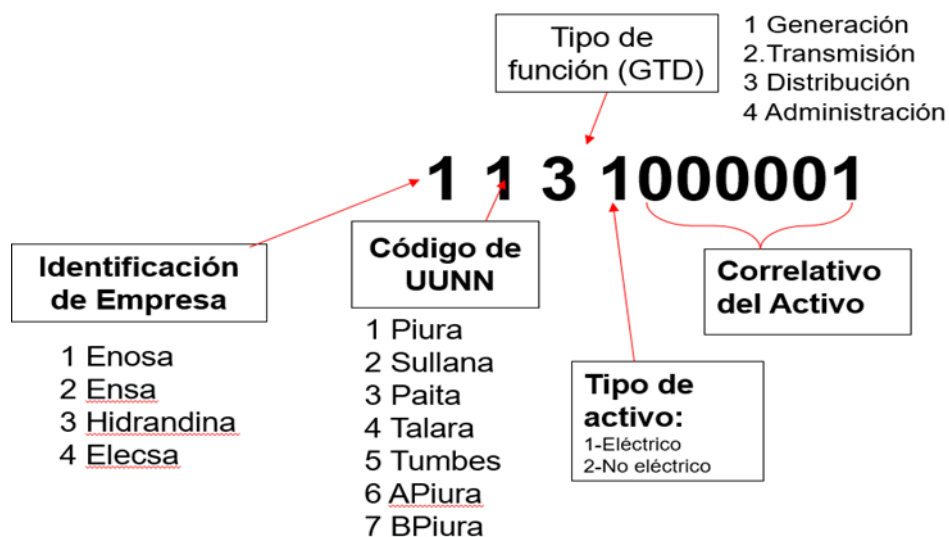 Tipo de
función (GTD)
1 Generación
2.Transmisión
3 Distribución
4 Administración
1 1 3 1000001
Identificación
de Empresa
1 Enosa
2 Ensa
3 Hidrandina
4 Elecsa
Código de
UUNN
1 Piura
2 Sullana
3 Paita
4 Talara
5 Tumbes
6 APiura
7 BPiura
Tipo de
activo:
1-Eléctrico
2-No eléctrico
Correlativo
del Activo